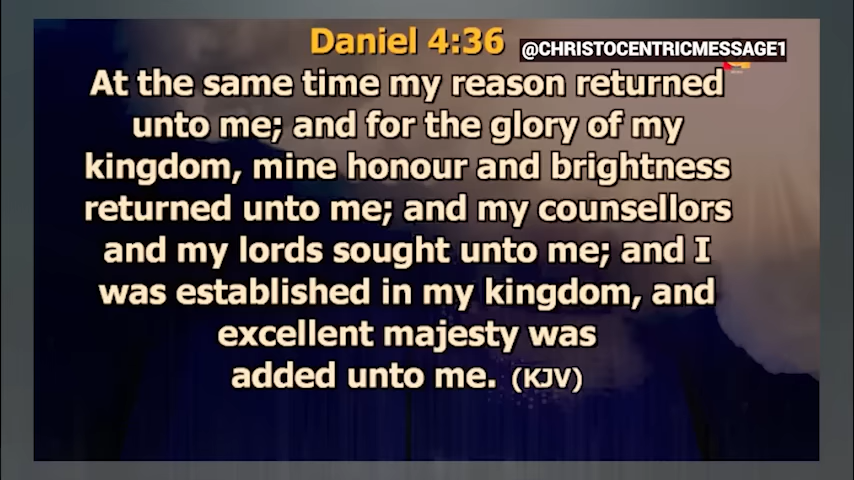 Daniel 4:36
@CHRISTOCENTRICMESSAGE1
At the same time my reason returned
unto me; and for the glory of my
kingdom, mine honour and brightness
returned unto me; and my counsellors
and my lords sought unto me; and I
was established in my kingdom, and
excellent majesty was
added unto me. (KJV)